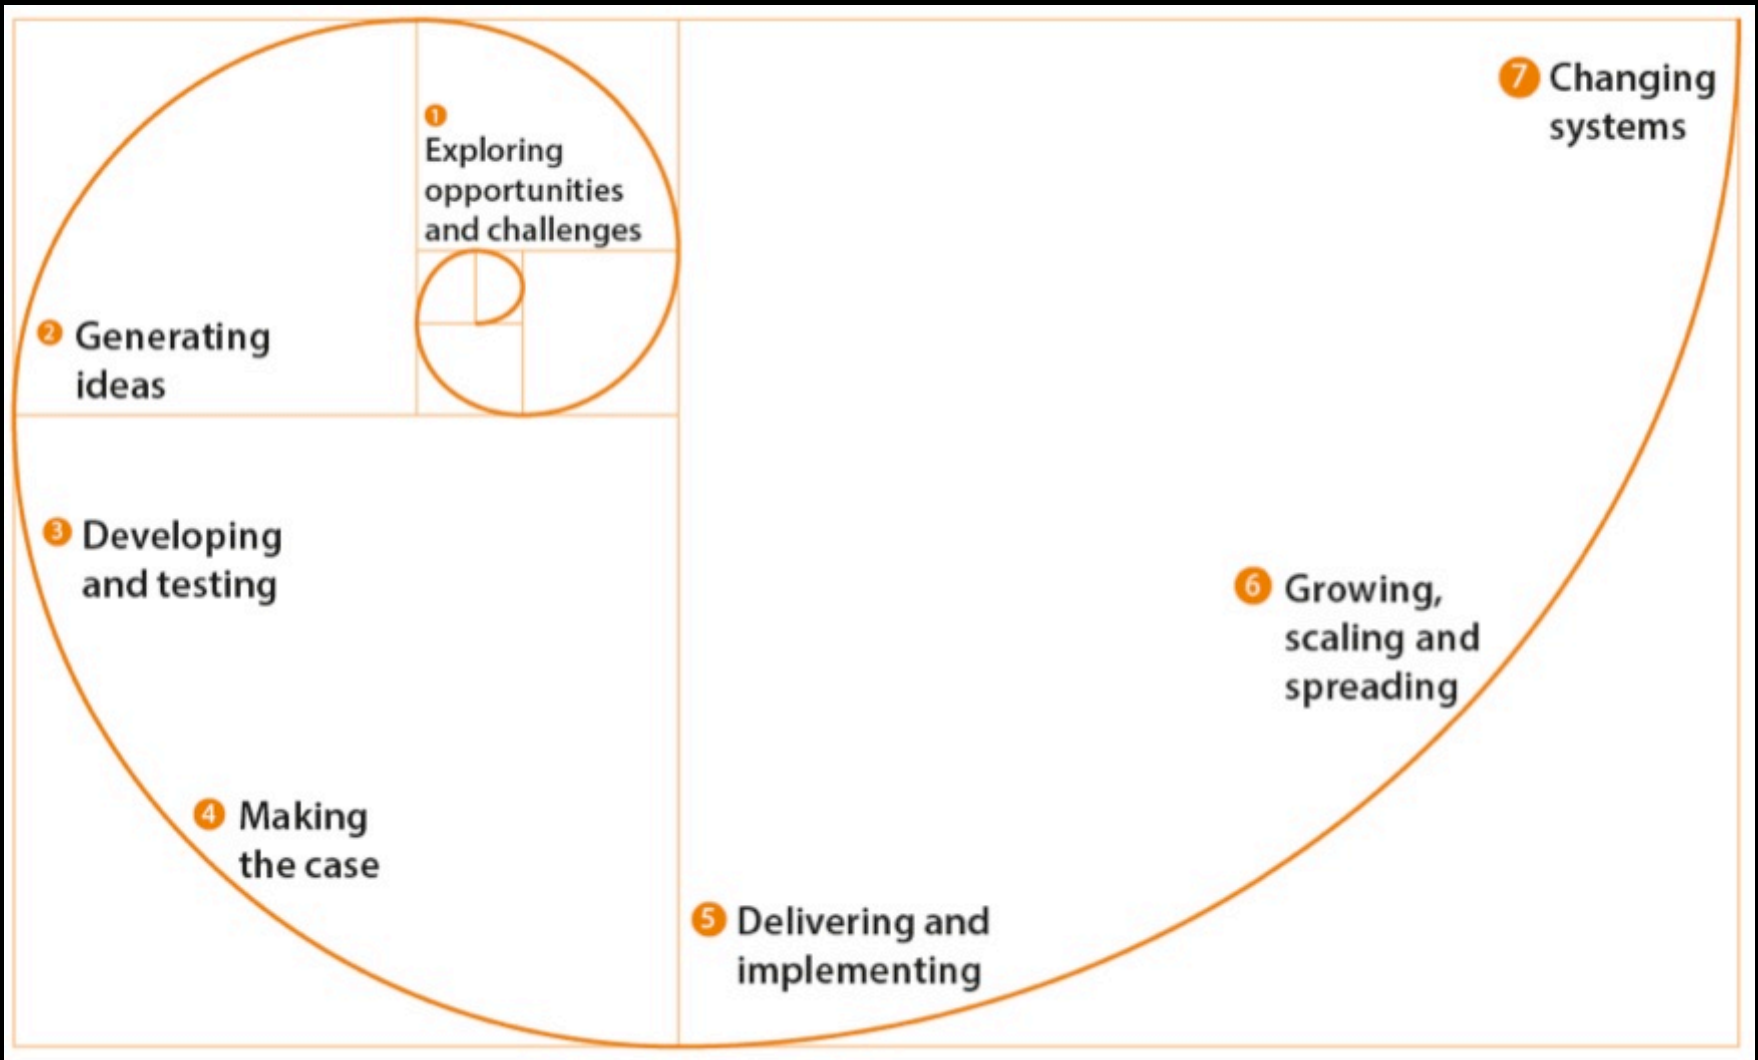 1
Exploring
opportunities
and challenges
2 Generating
ideas
3 Developing
and testing
4 Making
the case
5 Delivering and
implementing
6 Growing,
scaling and
spreading
7 Changing
systems